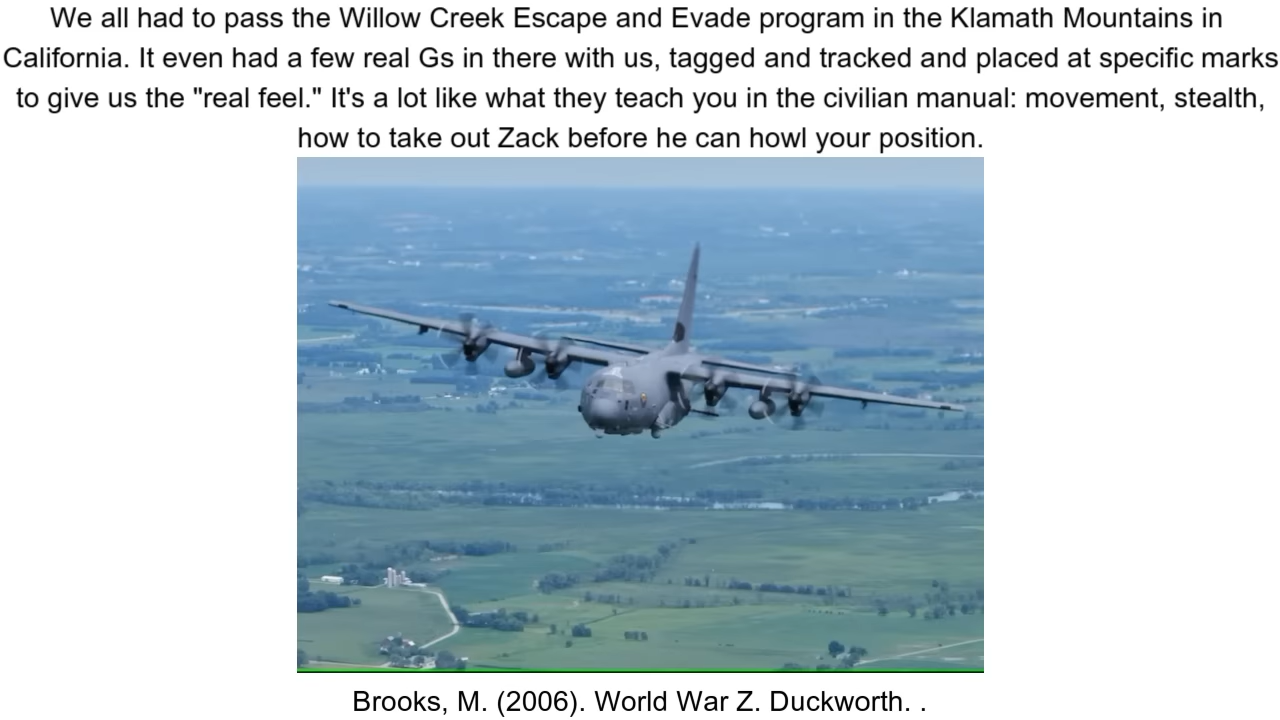 We all had to pass the Willow Creek Escape and Evade program in the Klamath Mountains in
California. It even had a few real Gs in there with us, tagged and tracked and placed at specific marks
to give us the "real feel." It's a lot like what they teach you in the civilian manual: movement, stealth,
how to take out Zack before he can howl your position.
Brooks, M. (2006). World War Z. Duckworth. .